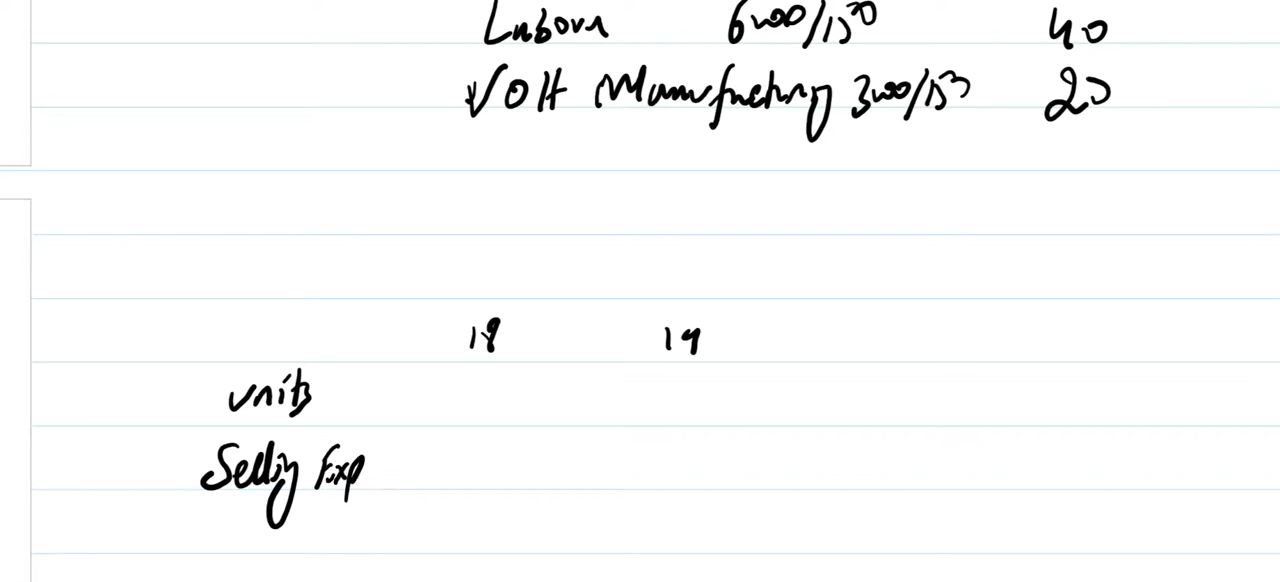 Labour 6000/150 40
VOH Manufacturing 3000/150 20
18 19
Units
Selling Exp